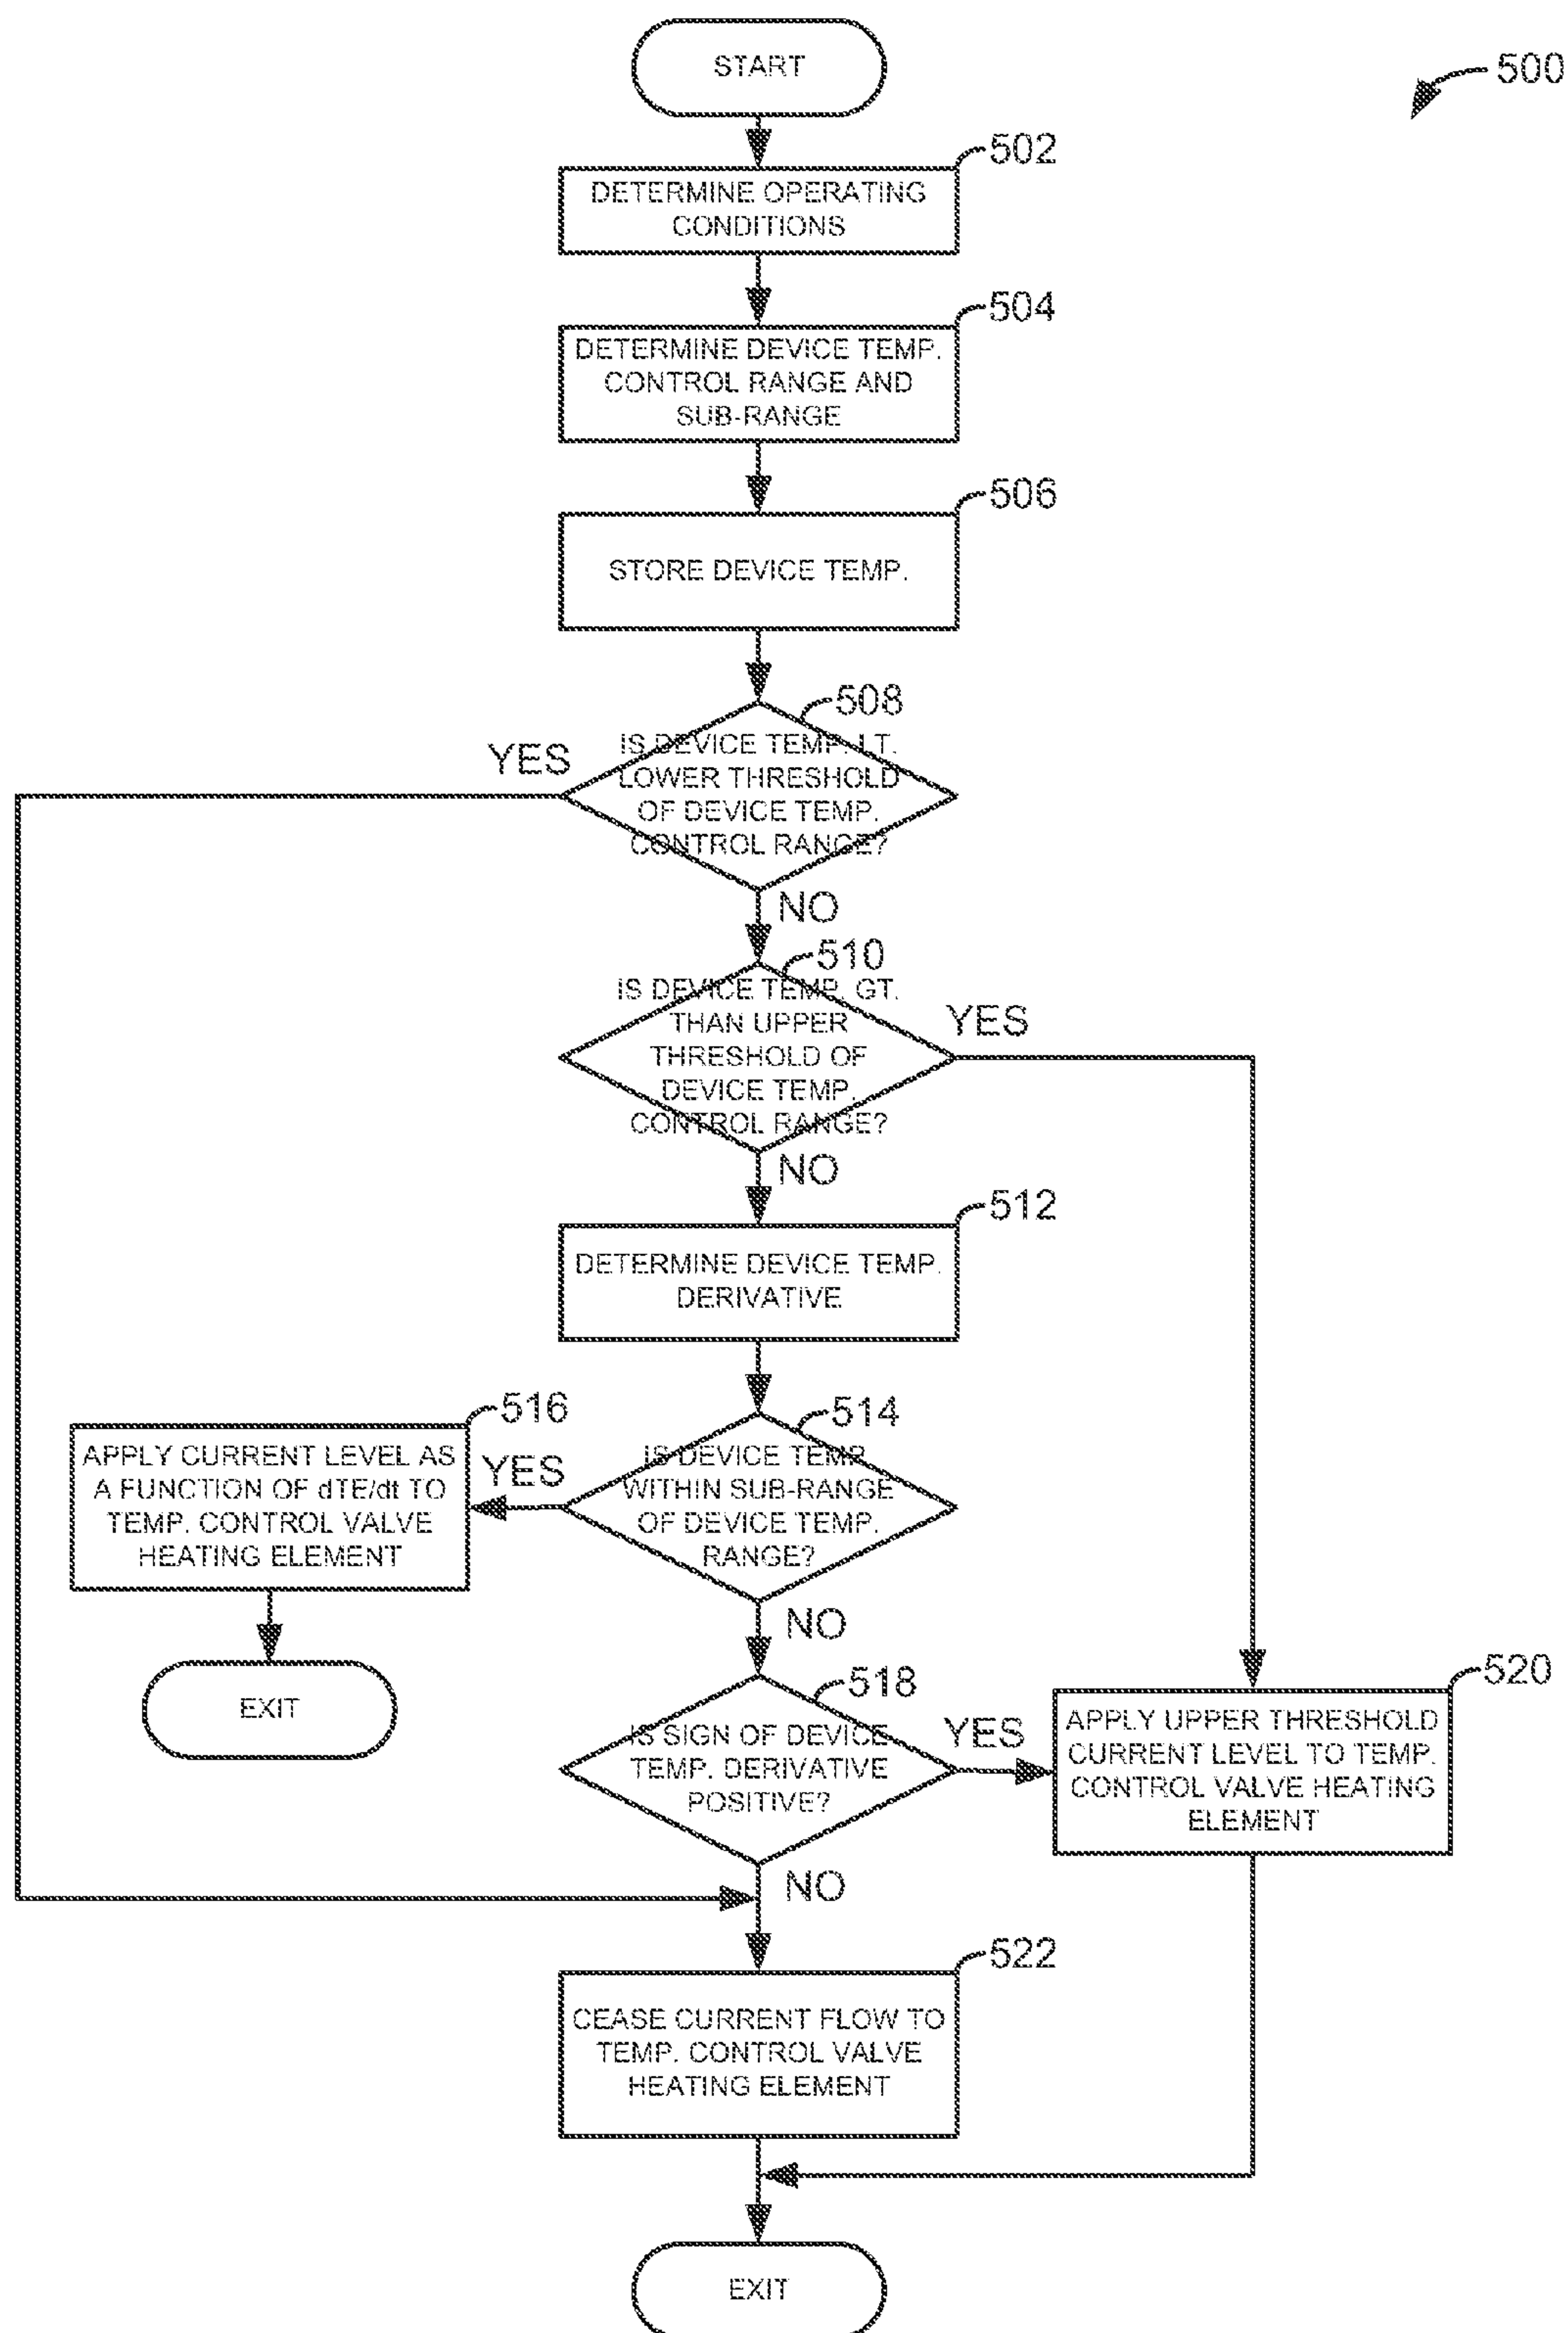 START
500
502
DETERMINE OPERATING
CONDITIONS
504
DETERMINE DEVICE TEMP.
CONTROL RANGE AND
SUB-RANGE
506
STORE DEVICE TEMP.
508
YES
IS DEVICE TEMP. LT.
LOWER THRESHOLD
OF DEVICE TEMP.
CONTROL RANGE?
NO
510
IS DEVICE TEMP. GT.
THAN UPPER
THRESHOLD OF
DEVICE TEMP.
CONTROL RANGE?
YES
NO
512
DETERMINE DEVICE TEMP.
DERIVATIVE
514
IS DEVICE TEMP.
WITHIN SUB-RANGE
OF DEVICE TEMP.
RANGE?
YES
516
APPLY CURRENT LEVEL AS
A FUNCTION OF dTE/dt TO
TEMP. CONTROL VALVE
HEATING ELEMENT
EXIT
NO
518
IS SIGN OF DEVICE
TEMP. DERIVATIVE
POSITIVE?
YES
520
APPLY UPPER THRESHOLD
CURRENT LEVEL TO TEMP.
CONTROL VALVE HEATING
ELEMENT
NO
522
CEASE CURRENT FLOW TO
TEMP. CONTROL VALVE
HEATING ELEMENT
EXIT